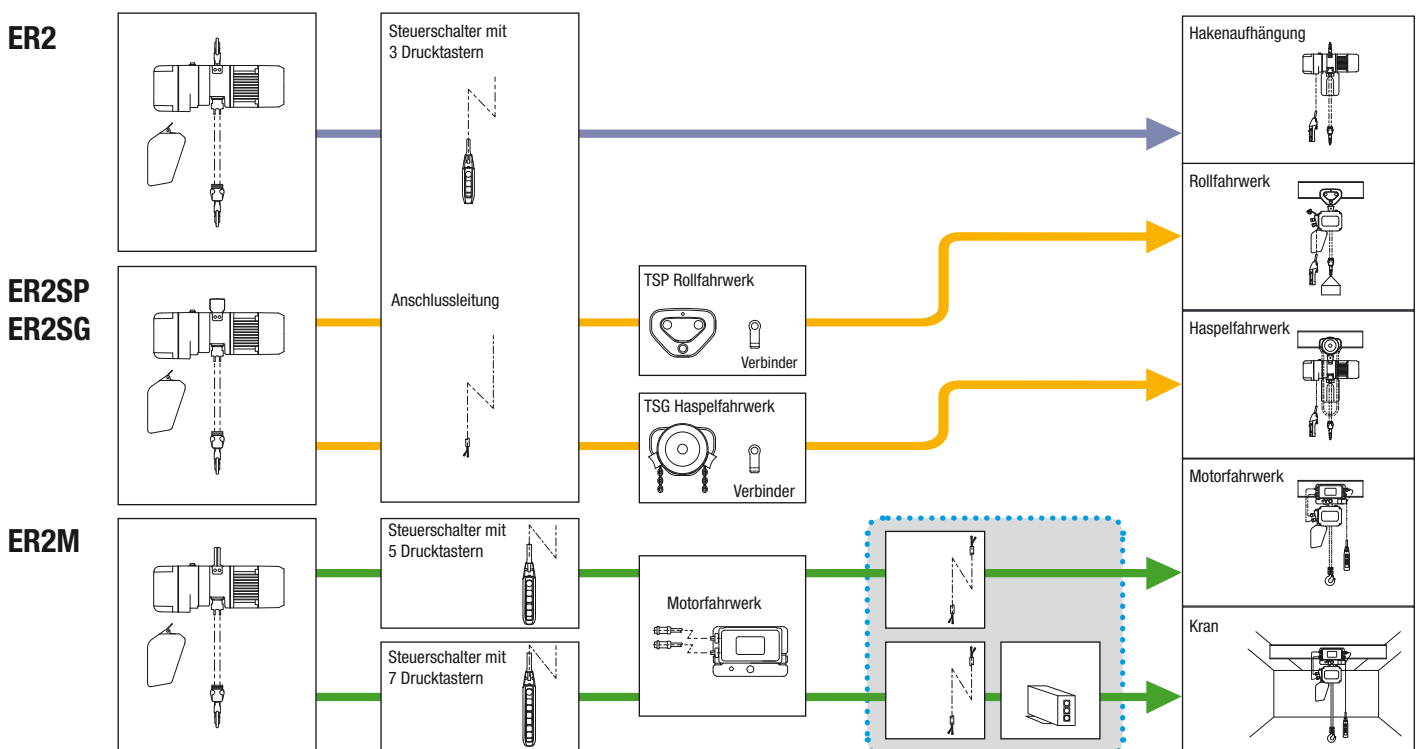 ER2
Steuerschalter mit
3 Drucktastern
Hakenaufhängung
Rollfahrwerk
ER2SP
ER2SG
Anschlussleitung
TSP Rollfahrwerk
Verbinder
Haspelfahrwerk
TSG Haspelfahrwerk
Verbinder
Motorfahrwerk
ER2M
Steuerschalter mit
5 Drucktastern
Motorfahrwerk
Kran
Steuerschalter mit
7 Drucktastern